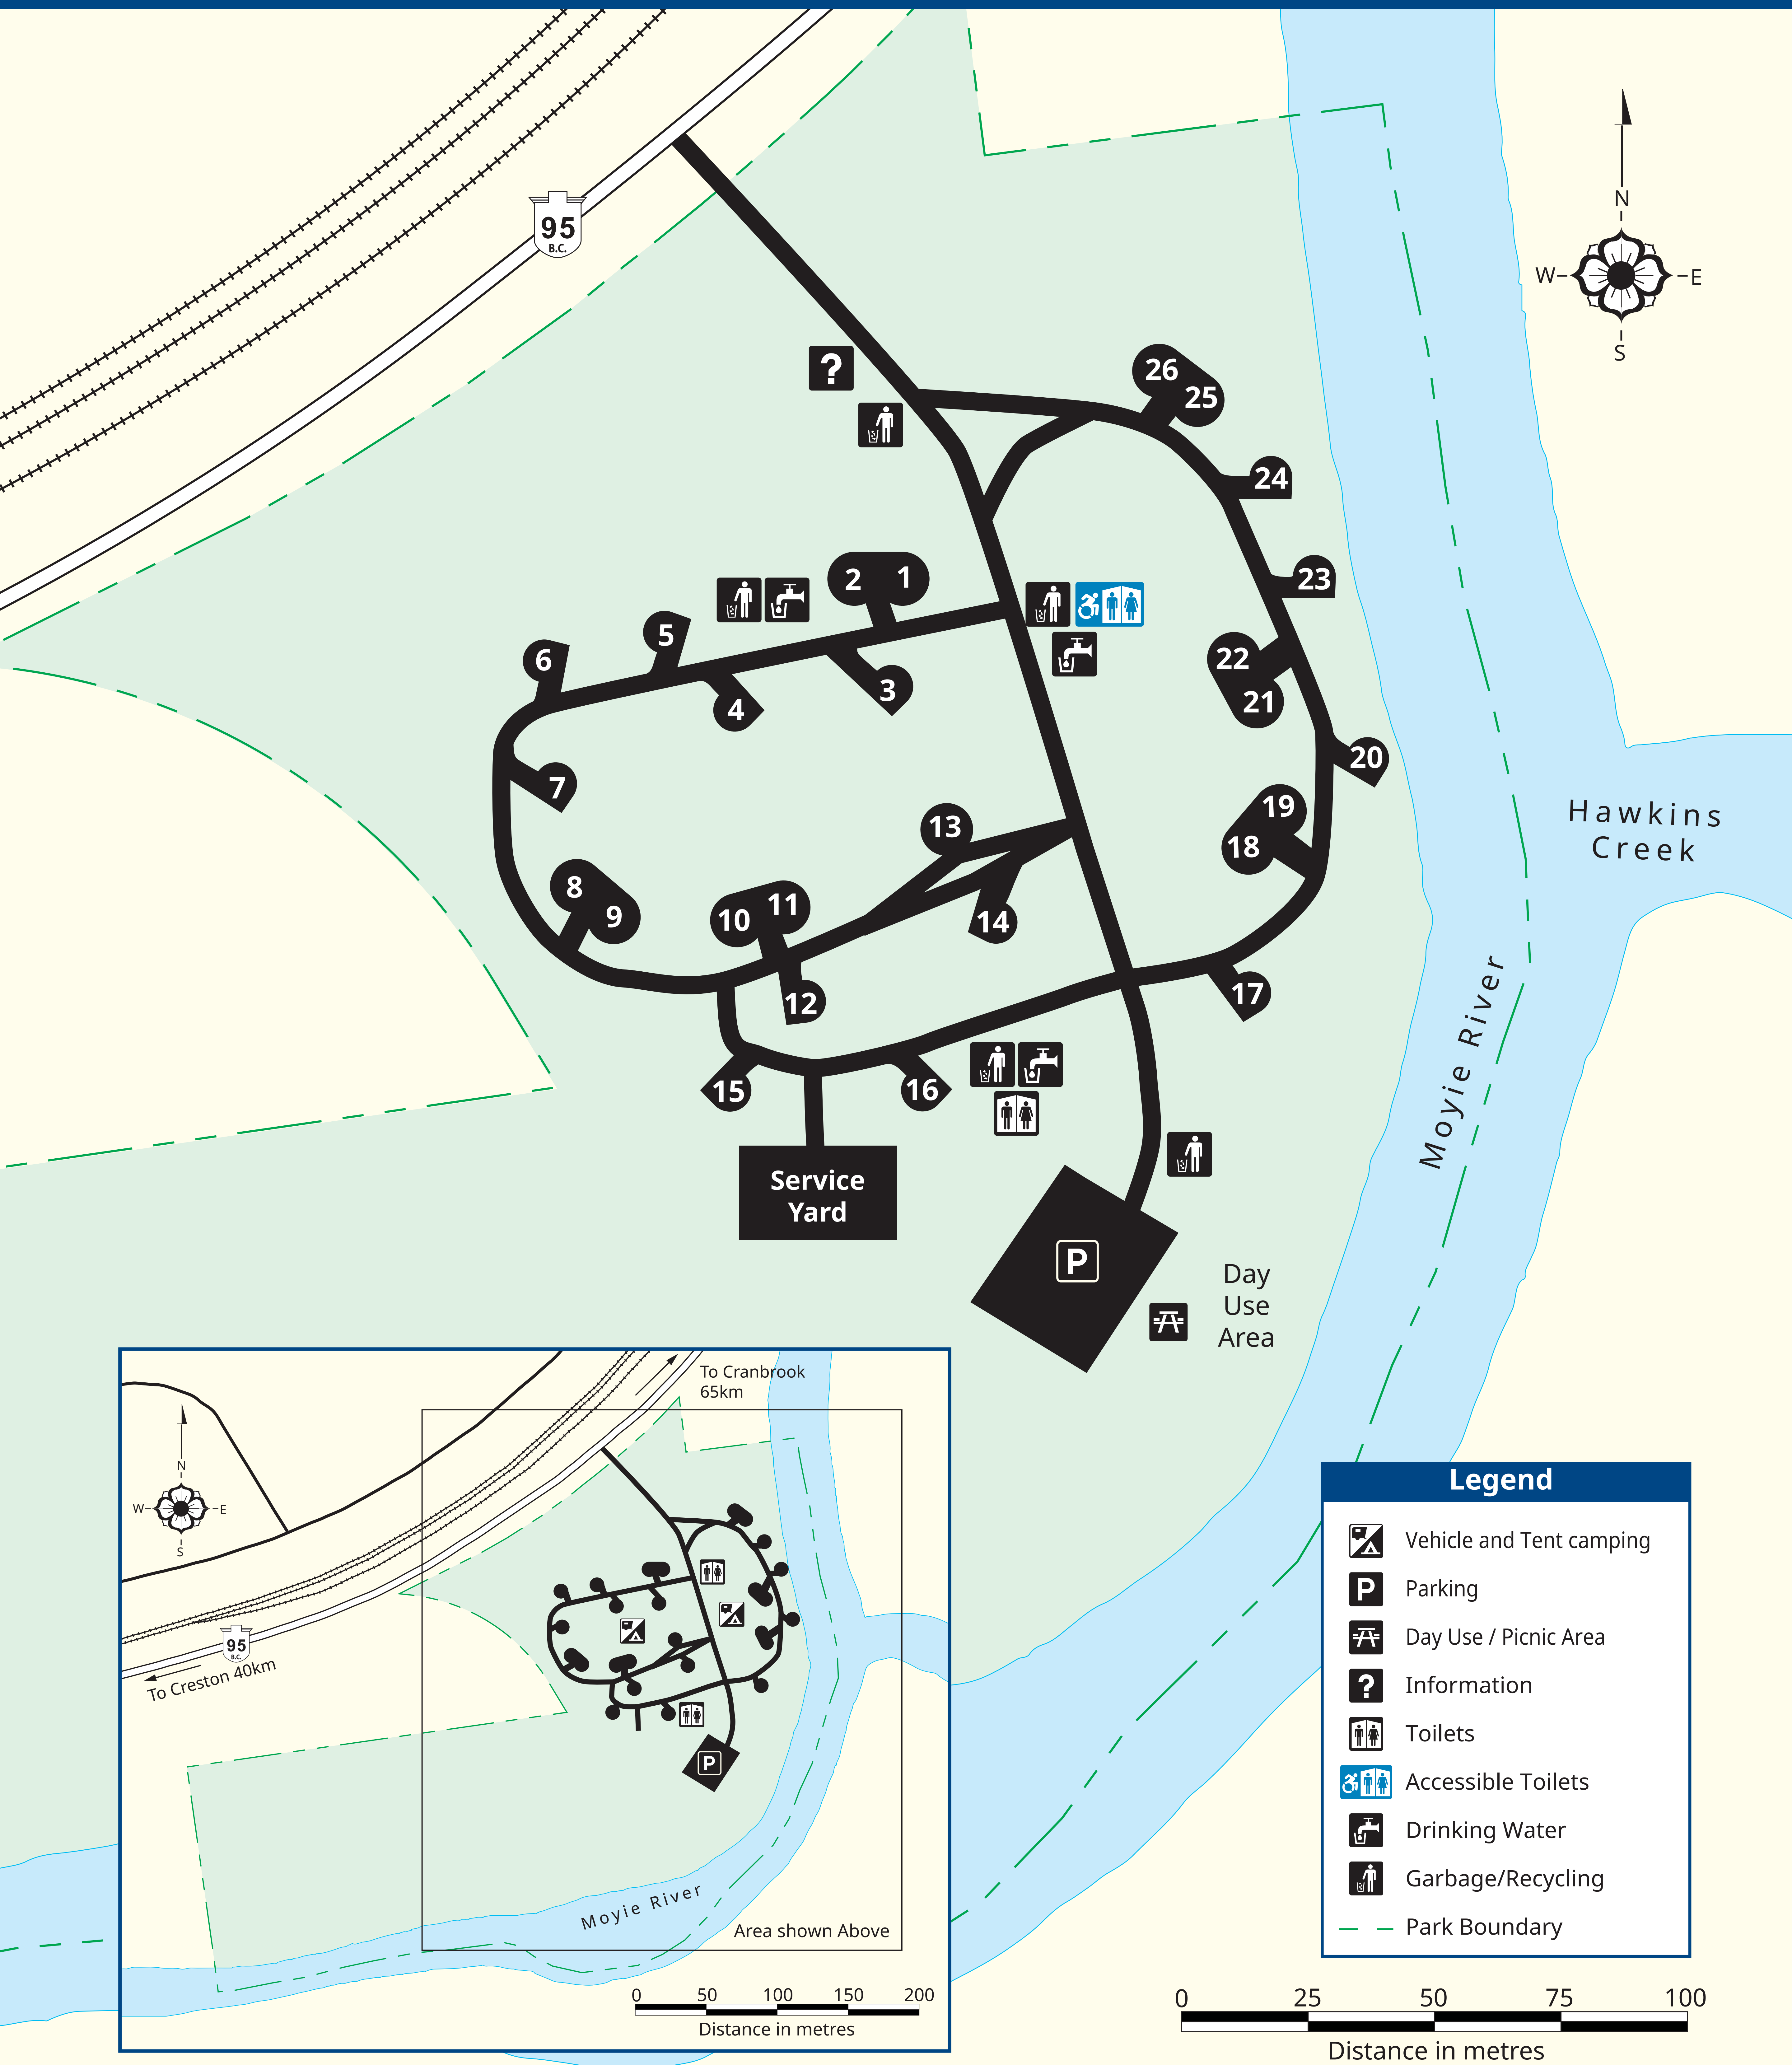 95
B.C.
N
W
E
S
26
25
24
23
2
1
5
6
3
4
22
21
20
7
19
13
18
8
9
11
10
14
12
17
15
16
Service
Yard
P
Day
Use
Area
Hawkins
Creek
Moyie River
To Cranbrook
65km
N
W
E
S
95
B.C.
To Creston 40km
P
Moyie River
Area shown Above
0 50 100 150 200
Distance in metres
Legend
Vehicle and Tent camping
P Parking
Day Use / Picnic Area
? Information
Toilets
Accessible Toilets
Drinking Water
Garbage/Recycling
Park Boundary
0 25 50 75 100
Distance in metres